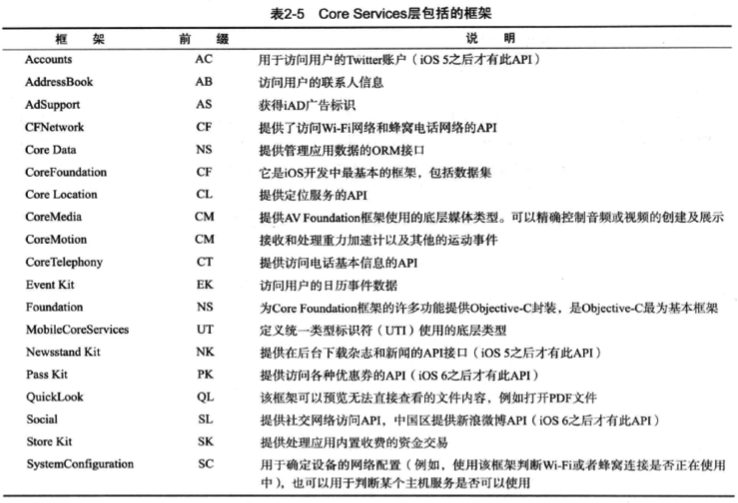 表2-5 Core Services层包括的框架
框 架 前 缀 说 明
Accounts AC 用于访问用户的Twitter账户（iOS 5之后才有此API）
AddressBook AB 访问用户的联系人信息
AdSupport AS 获得iAD广告标识
CFNetwork CF 提供了访问Wi-Fi网络和蜂窝电话网络的API
Core Data NS 提供管理应用数据的ORM接口
CoreFoundation CF 它是iOS开发中最基本的框架，包括数据集
Core Location CL 提供定位服务的API
CoreMedia CM 提供AV Foundation框架使用的底层媒体类型。可以精确控制音频或视频的创建及展示
CoreMotion CM 接收和处理重力加速计以及其他的运动事件
CoreTelephony CT 提供访问电话基本信息的API
Event Kit EK 访问用户的日历事件数据
Foundation NS 为Core Foundation框架的许多功能提供Objective-C封装，是Objective-C最为基本框架
MobileCoreServices UT 定义统一类型标识符（UTI）使用的底层类型
Newsstand Kit NK 提供在后台下载杂志和新闻的API接口（iOS 5之后才有此API）
Pass Kit PK 提供访问各种优惠券的API（iOS 6之后才有此API）
QuickLook QL 该框架可以预览无法直接查看的文件内容，例如打开PDF文件
Social SL 提供社交网络访问API，中国区提供新浪微博API（iOS 6之后才有此API）
Store Kit SK 提供处理应用内置收费的资金交易
SystemConfiguration SC 用于确定设备的网络配置（例如，使用该框架判断Wi-Fi或者蜂窝连接是否正在使用
中），也可以用于判断某个主机服务是否可以使用